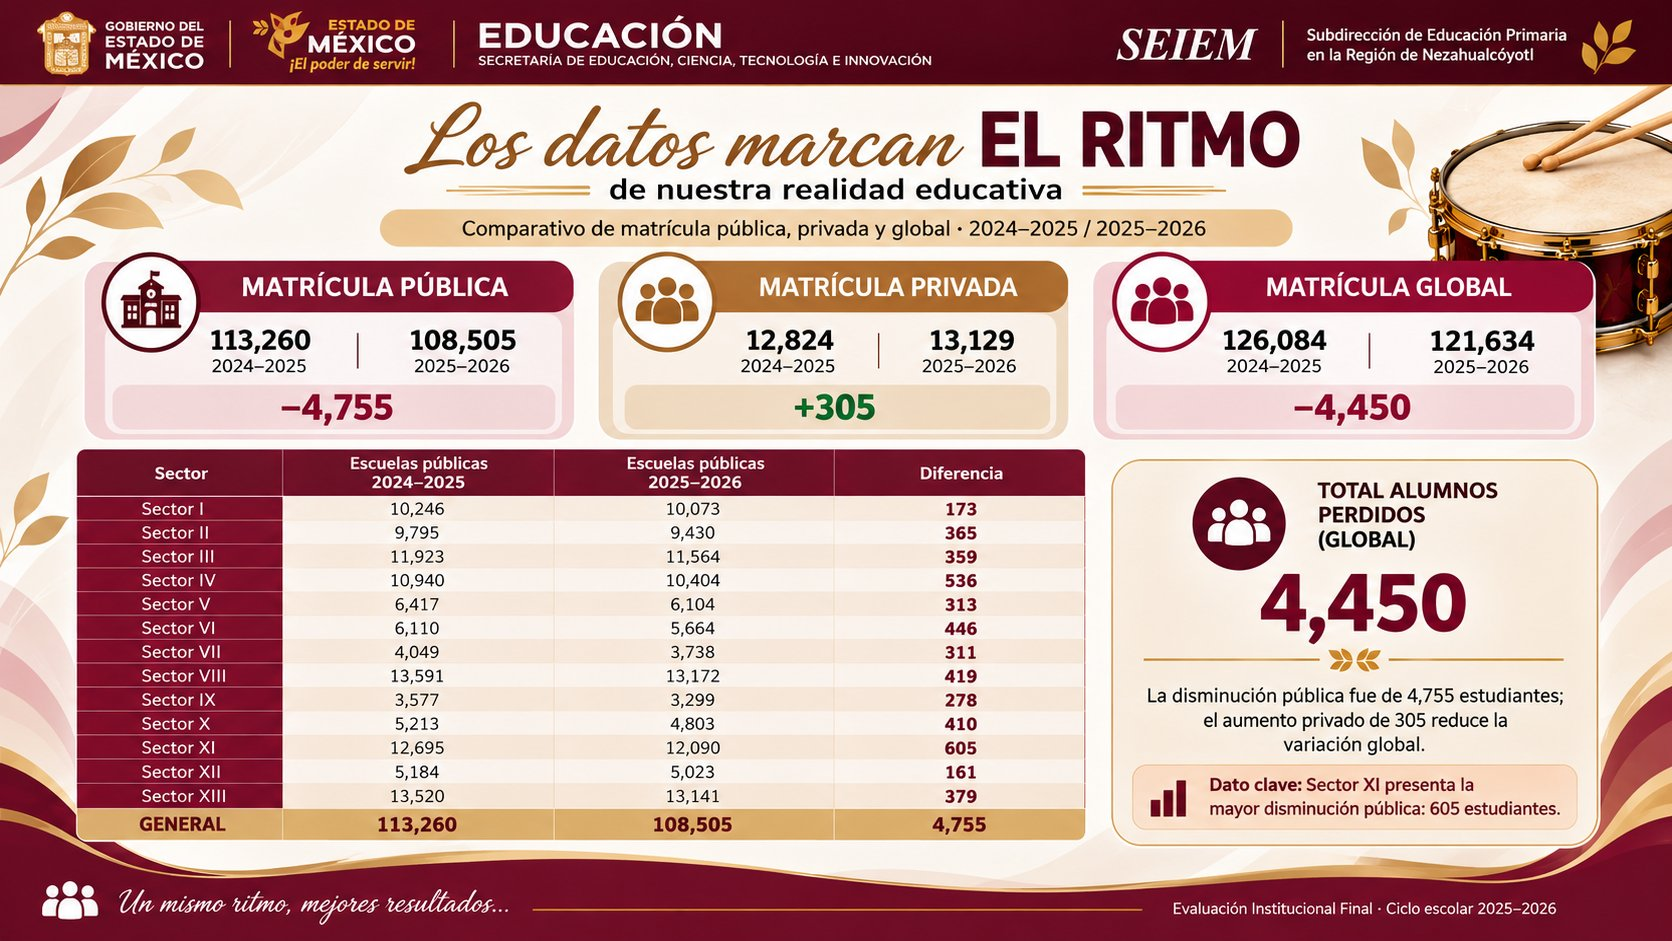 GOBIERNO DEL
ESTADO DE
MÉXICO
ESTADO DE
MÉXICO
¡El poder de servir!
EDUCACIÓN
SECRETARÍA DE EDUCACIÓN, CIENCIA, TECNOLOGÍA E INNOVACIÓN
SEIEM
Subdirección de Educación Primaria
en la Región de Nezahualcóyotl
Los datos marcan EL RITMO
de nuestra realidad educativa
Comparativo de matrícula pública, privada y global · 2024–2025 / 2025–2026
MATRÍCULA PÚBLICA
113,260 108,505
2024–2025 2025–2026
−4,755
MATRÍCULA PRIVADA
12,824 13,129
2024–2025 2025–2026
+305
MATRÍCULA GLOBAL
126,084 121,634
2024–2025 2025–2026
−4,450
Sector Escuelas públicas 2024–2025 Escuelas públicas 2025–2026 Diferencia
Sector I 10,246 10,073 173
Sector II 9,795 9,430 365
Sector III 11,923 11,564 359
Sector IV 10,940 10,404 536
Sector V 6,417 6,104 313
Sector VI 6,110 5,664 446
Sector VII 4,049 3,738 311
Sector VIII 13,591 13,172 419
Sector IX 3,577 3,299 278
Sector X 5,213 4,803 410
Sector XI 12,695 12,090 605
Sector XII 5,184 5,023 161
Sector XIII 13,520 13,141 379
GENERAL 113,260 108,505 4,755
TOTAL ALUMNOS
PERDIDOS
(GLOBAL)
4,450
La disminución pública fue de 4,755 estudiantes;
el aumento privado de 305 reduce la
variación global.
Dato clave: Sector XI presenta la
mayor disminución pública: 605 estudiantes.
Un mismo ritmo, mejores resultados...
Evaluación Institucional Final · Ciclo escolar 2025–2026